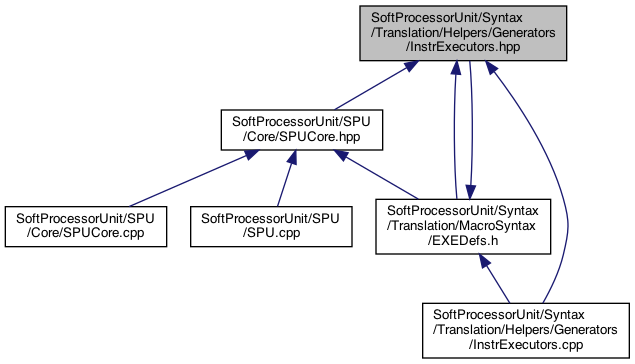 SoftProcessorUnit/Syntax
/Translation/Helpers/Generators
/InstrExecutors.hpp
SoftProcessorUnit/SPU
/Core/SPUCore.hpp
SoftProcessorUnit/SPU
/Core/SPUCore.cpp
SoftProcessorUnit/SPU
/SPU.cpp
SoftProcessorUnit/Syntax
/Translation/MacroSyntax
/EXEDefs.h
SoftProcessorUnit/Syntax
/Translation/Helpers/Generators
/InstrExecutors.cpp